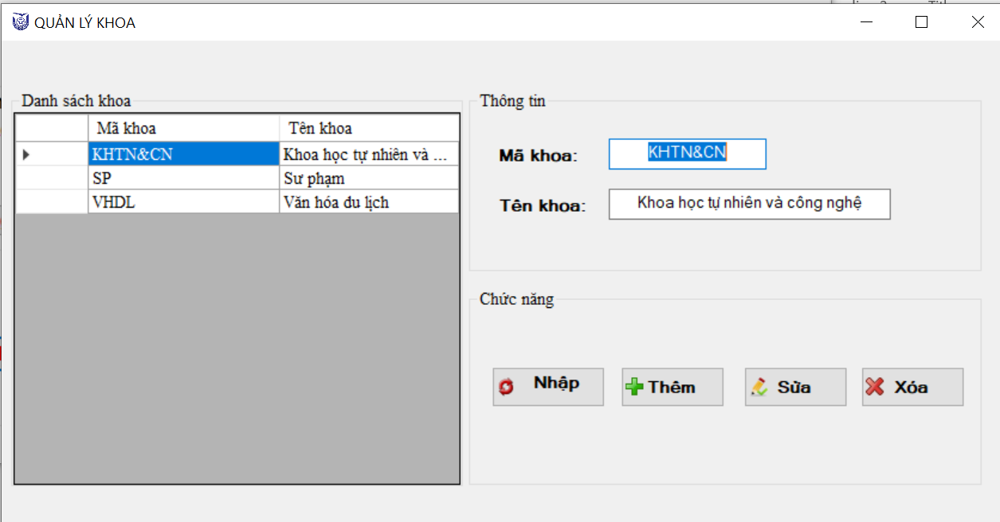 QUẢN LÝ KHOA
Danh sách khoa
Mã khoa Tên khoa
KHTN&CN Khoa học tự nhiên và ...
SP Sư phạm
VHDL Văn hóa du lịch
Thông tin
Mã khoa: KHTN&CN
Tên khoa: Khoa học tự nhiên và công nghệ
Chức năng
Nhập Thêm Sửa Xóa